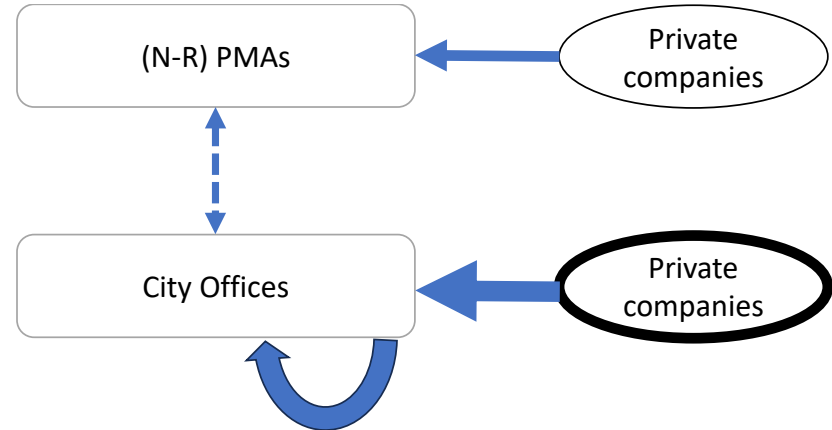 (N-R) PMAs
Private
companies
City Offices
Private
companies